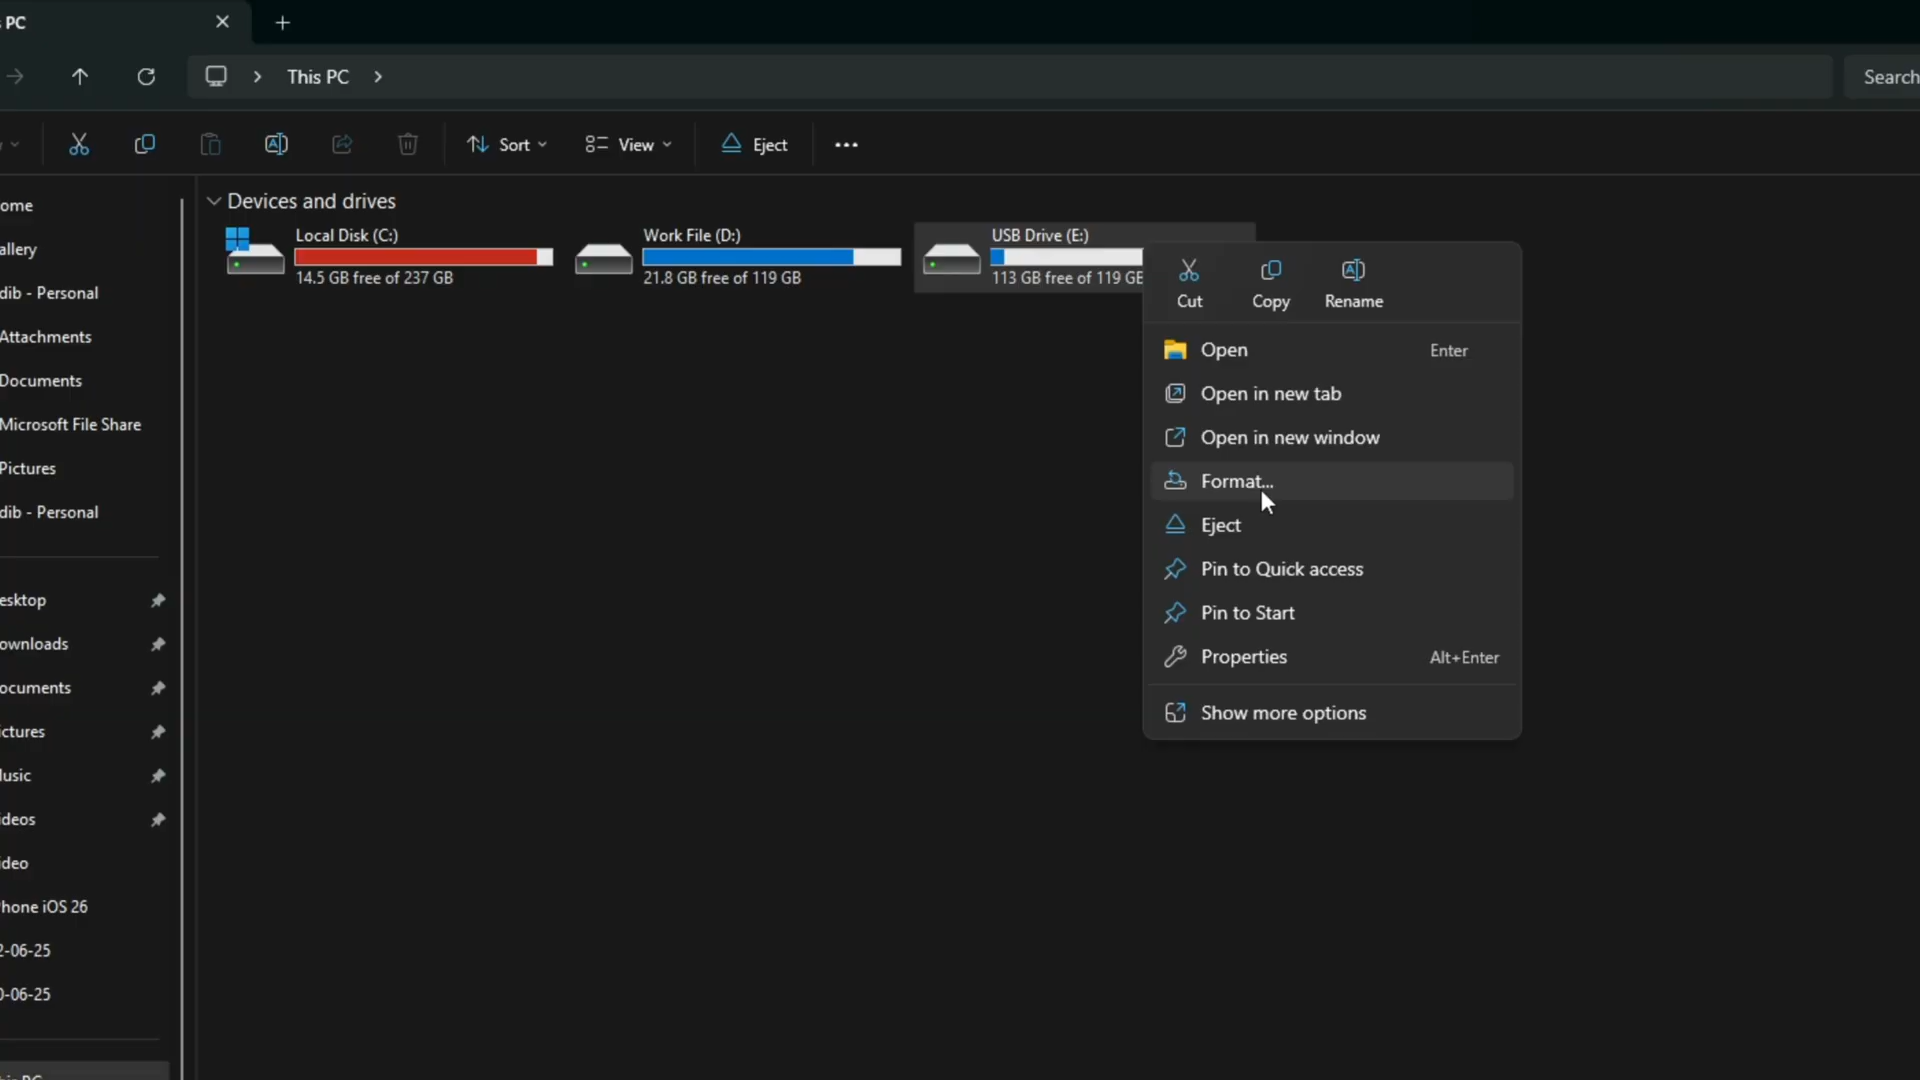 PC
This PC
Search
Sort
View
Eject
ome
allery
dib - Personal
Attachments
Documents
Microsoft File Share
Pictures
dib - Personal
esktop
ownloads
ocuments
ictures
usic
ideos
ideo
hone iOS 26
2-06-25
0-06-25
Devices and drives
Local Disk (C:)
14.5 GB free of 237 GB
Work File (D:)
21.8 GB free of 119 GB
USB Drive (E:)
113 GB free of 119 GB
Cut
Copy
Rename
Open Enter
Open in new tab
Open in new window
Format...
Eject
Pin to Quick access
Pin to Start
Properties Alt+Enter
Show more options